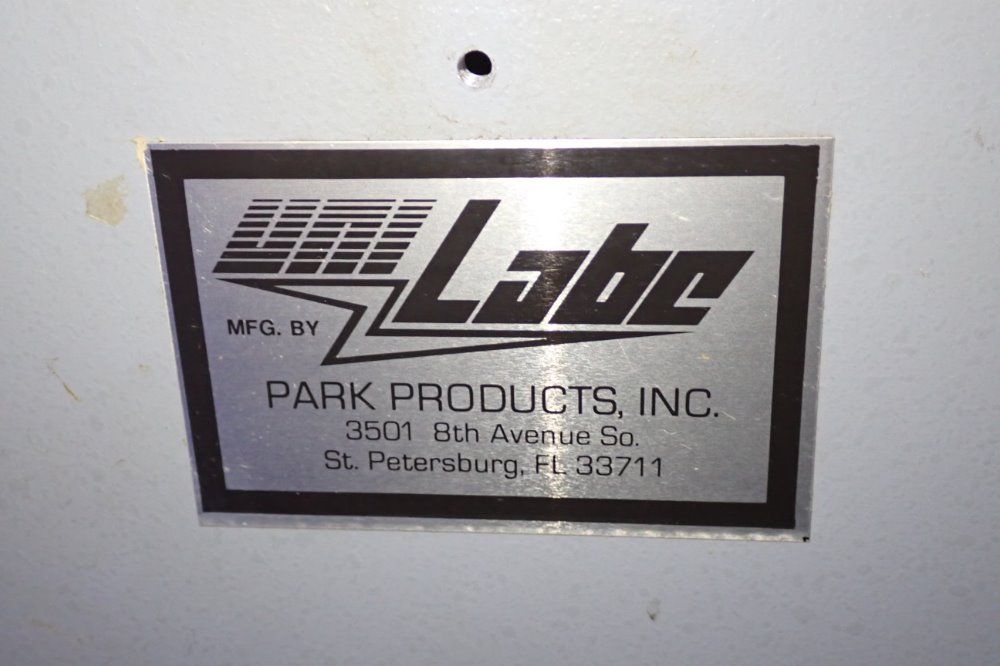 UNI Labe
MFG. BY
PARK PRODUCTS, INC.
3501 8th Avenue So.
St. Petersburg, FL 33711